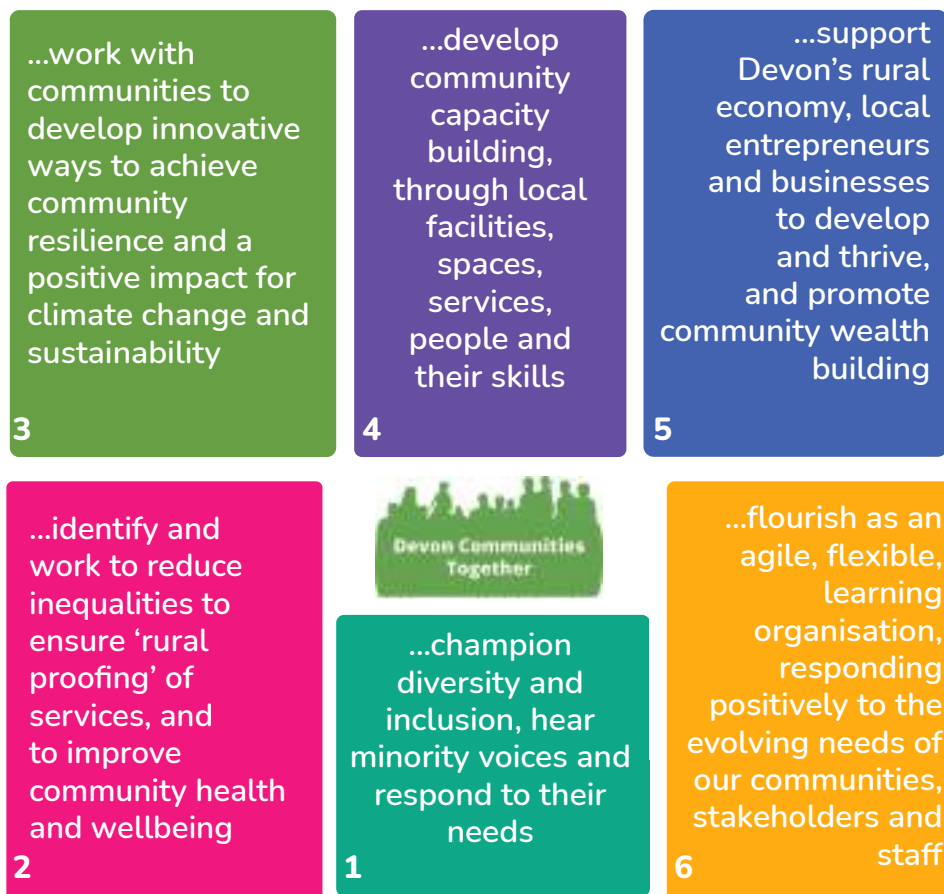 ...work with
communities to
develop innovative
ways to achieve
community
resilience and a
positive impact for
climate change and
sustainability
3
...develop
community
capacity
building,
through local
facilities,
spaces,
services,
people and
their skills
4
...support
Devon’s rural
economy, local
entrepreneurs
and businesses
to develop
and thrive,
and promote
community wealth
building
5
...identify and
work to reduce
inequalities to
ensure ‘rural
proofing’ of
services, and
to improve
community health
and wellbeing
2
Devon Communities
Together
...champion
diversity and
inclusion, hear
minority voices and
respond to their
needs
1
...flourish as an
agile, flexible,
learning
organisation,
responding
positively to the
evolving needs of
our communities,
stakeholders and
staff
6